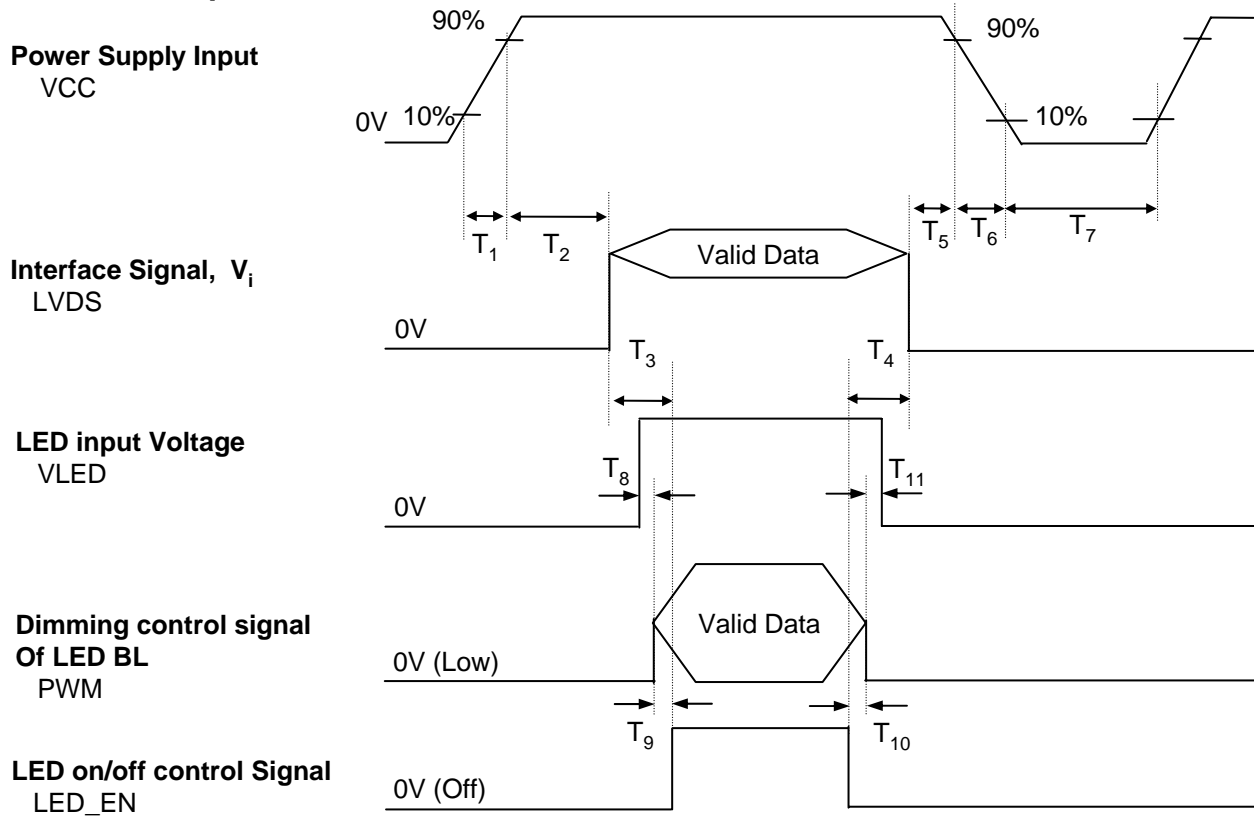 90%
90%
Power Supply Input
VCC
0V
10%
10%
T1
T2
T5
T6
T7
Interface Signal, Vi
LVDS
Valid Data
0V
T3
T4
LED input Voltage
VLED
T8
T11
0V
Dimming control signal
Of LED BL
PWM
Valid Data
0V (Low)
T9
T10
LED on/off control Signal
LED_EN
0V (Off)